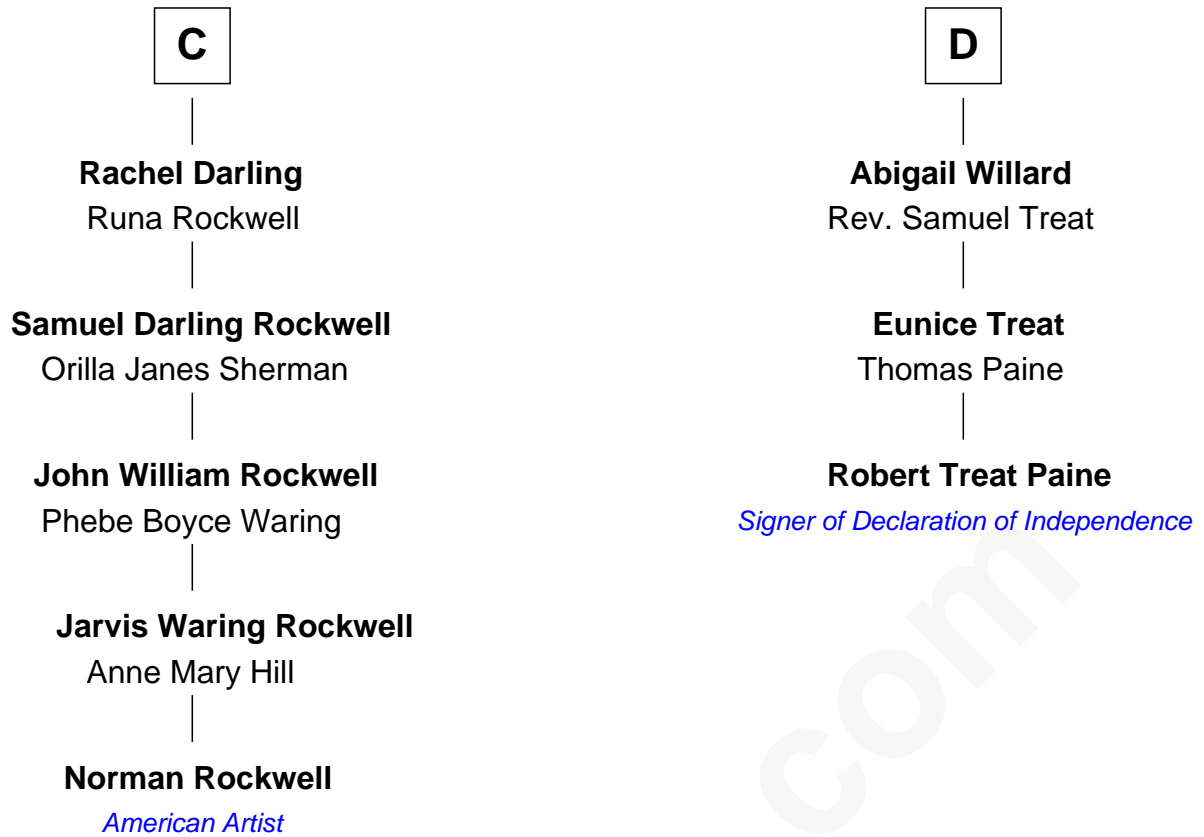 C
Rachel Darling
Runa Rockwell
Samuel Darling Rockwell
Orilla Janes Sherman
John William Rockwell
Phebe Boyce Waring
Jarvis Waring Rockwell
Anne Mary Hill
Norman Rockwell
American Artist
D
Abigail Willard
Rev. Samuel Treat
Eunice Treat
Thomas Paine
Robert Treat Paine
Signer of Declaration of Independence
com